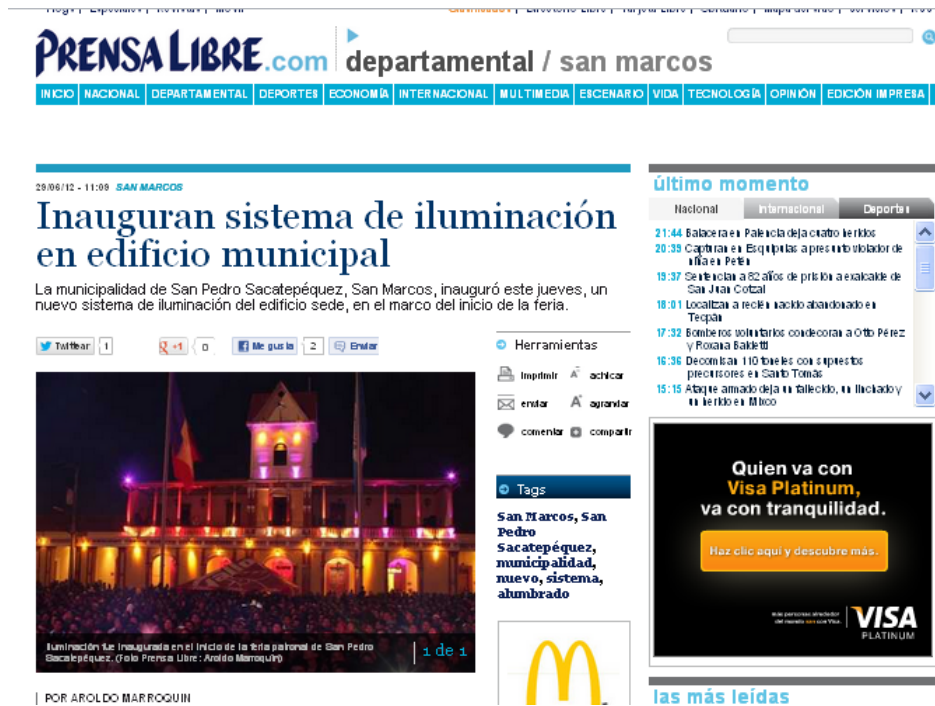 PRENSA LIBRE.com departamental / san marcos
INICIO NACIONAL DEPARTAMENTAL DEPORTES ECONOMÍA INTERNACIONAL MULTIMEDIA ESCENARIO VIDA TECNOLOGÍA OPINIÓN EDICIÓN IMPRESA
29/06/12 - 11:09 SAN MARCOS
Inauguran sistema de iluminación
en edificio municipal
La municipalidad de San Pedro Sacatepéquez, San Marcos, inauguró este jueves, un
nuevo sistema de iluminación del edificio sede, en el marco del inicio de la feria.
Twittear 1
+1 0
Me gusta 2
Enviar
Iluminación fue inaugurada en el inicio de la feria patronal de San Pedro
Sacatepéquez. (Foto Prensa Libre: Aroldo Marroquín)
1 de 1
POR AROLDO MARROQUIN
Herramientas
imprimir achicar
enviar agrandar
comentar compartir
Tags
San Marcos, San
Pedro
Sacatepéquez,
municipalidad,
nuevo, sistema,
alumbrado
último momento
Nacional Internacional Deportes
21:44 Balacera en Palencia deja cuatro heridos
20:39 Capturan en Esquipulas a presunto violador de
niña en Petén
19:37 Sentencian a 82 años de prisión a exalcalde de
San Juan Cotzal
18:01 Localizan a recién nacido abandonado en
Tecpán
17:32 Bomberos voluntarios condecoran a Otto Pérez
y Roxana Baldetti
16:36 Decomisan 110 toneles con supuestos
precursores en Santo Tomás
15:15 Ataque armado deja un fallecido, un linchado y
un herido en Mixco
Quien va con
Visa Platinum,
va con tranquilidad.
Haz clic aquí y descubre más.
más personas alrededor
del mundo van con Visa.
VISA
PLATINUM
las más leídas